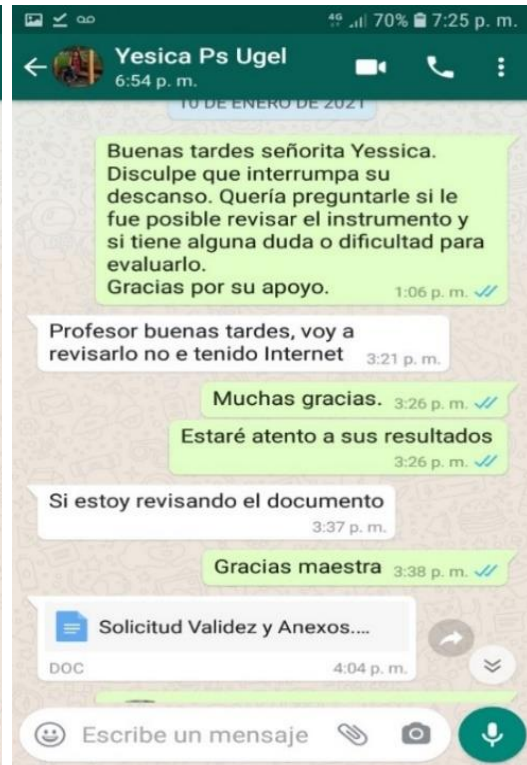 4G 70% 7:25 p. m.
Yesica Ps Ugel
6:54 p. m.
10 DE ENERO DE 2021
Buenas tardes señorita Yessica.
Disculpe que interrumpa su
descanso. Quería preguntarle si le
fue posible revisar el instrumento y
si tiene alguna duda o dificultad para
evaluarlo.
Gracias por su apoyo. 1:06 p. m.
Profesor buenas tardes, voy a
revisarlo no e tenido Internet 3:21 p. m.
Muchas gracias. 3:26 p. m.
Estaré atento a sus resultados
3:26 p. m.
Si estoy revisando el documento
3:37 p. m.
Gracias maestra 3:38 p. m.
Solicitud Validez y Anexos....
DOC 4:04 p. m.
Escribe un mensaje